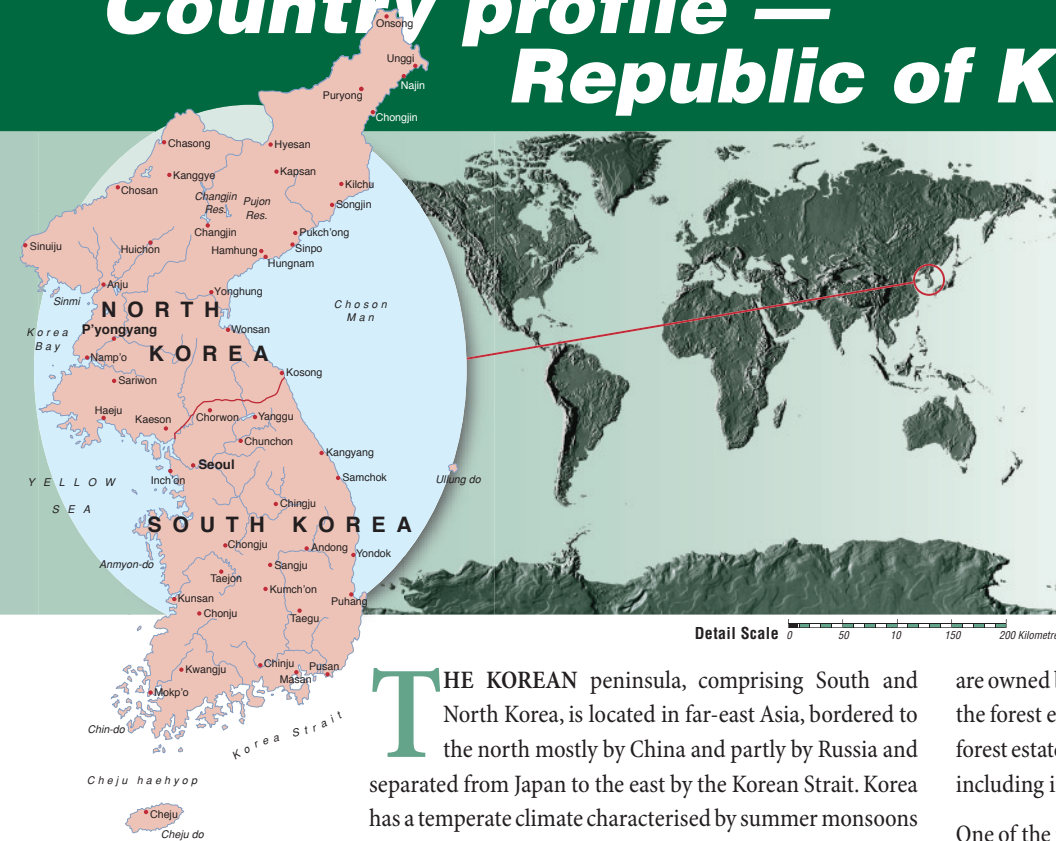 Country profile —
Republic of K
Onsong
Unggi
Najin
Puryong
Chongjin
Chasong
Hyesan
Kanggye
Kapsan
Chosan
Kilchu
Changjin
Res.
Pujon
Res.
Songjin
Changjin
Pukch'ong
Sinuiju
Huichon
Hamhung
Sinpo
Hungnam
Anju
Yonghung
Sinmi
Choson
Man
NORTH
KOREA
Korea
Bay
P'yongyang
Wonsan
Namp'o
Kosong
Sariwon
Haeju
Kaeson
Chorwon
Yanggu
Chunchon
Kangyang
Seoul
Inch'on
Samchok
Ullung do
YELLOW
SEA
Chingju
SOUTH KOREA
Chongju
Andong
Yondok
Anmyon-do
Sangju
Taejon
Kumch'on
Kunsan
Puhang
Chonju
Taegu
Kwangju
Chinju
Pusan
Masan
Mokp'o
Chin-do
Korea Strait
Cheju haehyop
Cheju
Cheju do
Detail Scale
0 50 10 150 200 Kilometre
THE KOREAN peninsula, comprising South and
North Korea, is located in far-east Asia, bordered to
the north mostly by China and partly by Russia and
separated from Japan to the east by the Korean Strait. Korea
has a temperate climate characterised by summer monsoons
are owned
the forest e
forest estate
including i
One of the